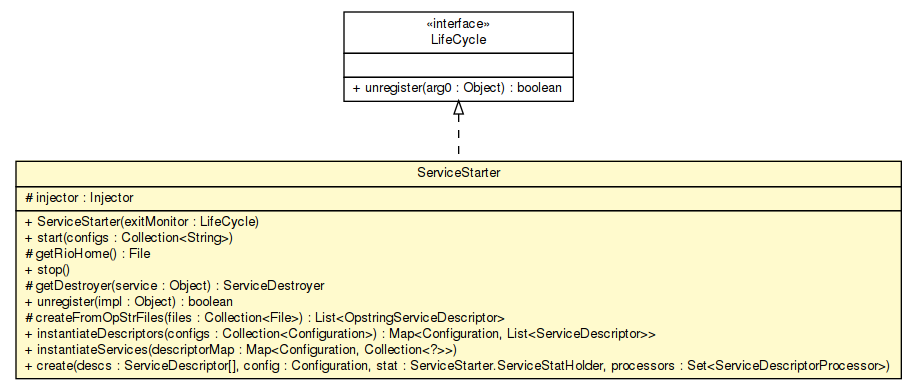 «interface»
LifeCycle
+ unregister(arg0 : Object) : boolean
ServiceStarter
# injector : Injector
+ ServiceStarter(exitMonitor : LifeCycle)
+ start(configs : Collection<String>)
# getRioHome() : File
+ stop()
# getDestroyer(service : Object) : ServiceDestroyer
+ unregister(impl : Object) : boolean
# createFromOpStrFiles(files : Collection<File>) : List<OpstringServiceDescriptor>
+ instantiateDescriptors(configs : Collection<Configuration>) : Map<Configuration, List<ServiceDescriptor>>
+ instantiateServices(descriptorMap : Map<Configuration, Collection<?>>)
+ create(descs : ServiceDescriptor[], config : Configuration, stat : ServiceStarter.ServiceStatHolder, processors : Set<ServiceDescriptorProcessor>)